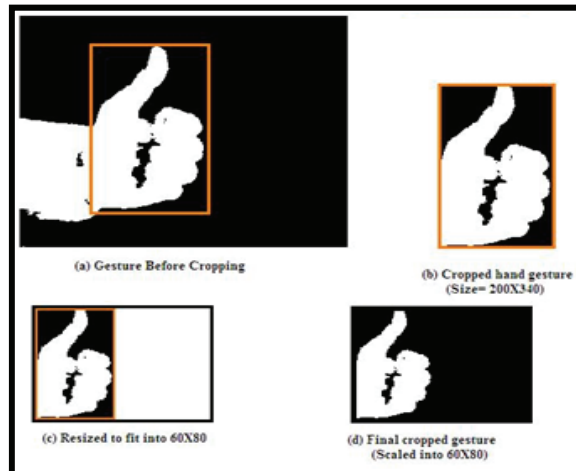 (a) Gesture Before Cropping
(b) Cropped hand gesture
(Size= 200X340)
(c) Resized to fit into 60X80
(d) Final cropped gesture
(Scaled into 60X80)